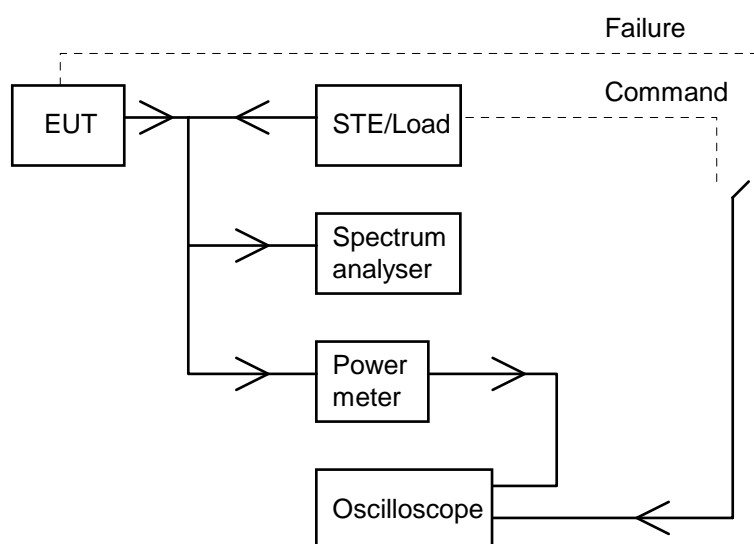 Failure
EUT
STE/Load
Command
Spectrum
analyser
Power
meter
Oscilloscope